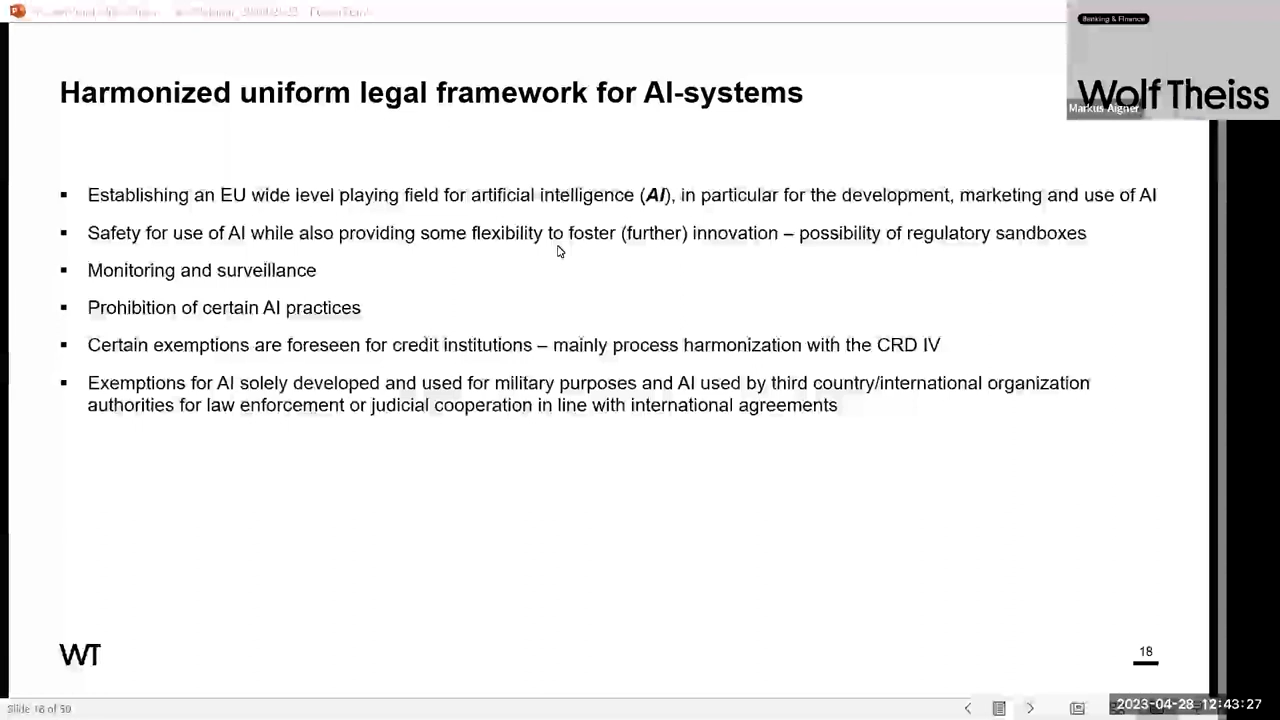 Banking & Finance
Wolf Theiss
Markus Aigner
Harmonized uniform legal framework for AI-systems
▪ Establishing an EU wide level playing field for artificial intelligence (AI), in particular for the development, marketing and use of AI
▪ Safety for use of AI while also providing some flexibility to foster (further) innovation – possibility of regulatory sandboxes
▪ Monitoring and surveillance
▪ Prohibition of certain AI practices
▪ Certain exemptions are foreseen for credit institutions – mainly process harmonization with the CRD IV
▪ Exemptions for AI solely developed and used for military purposes and AI used by third country/international organization
authorities for law enforcement or judicial cooperation in line with international agreements
WT
18
2023-04-28 12:43:27